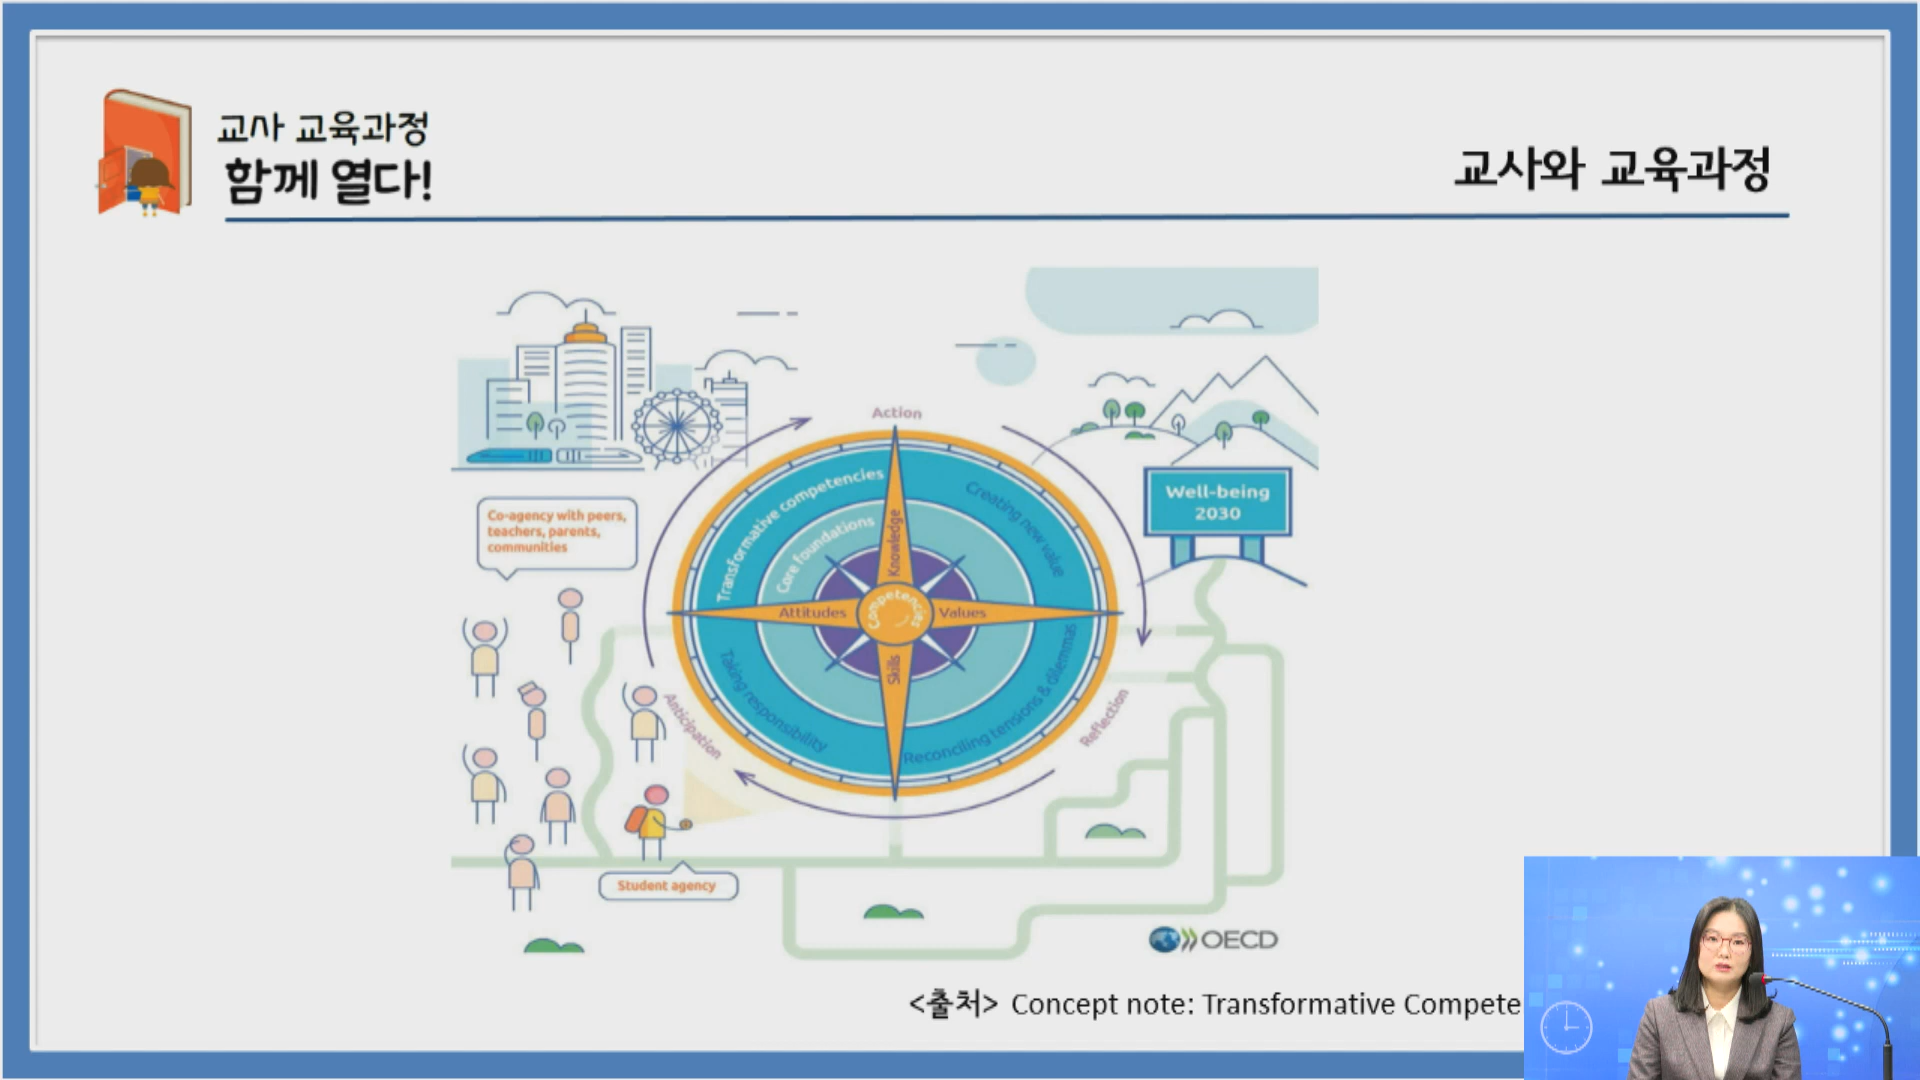 교사 교육과정
함께 열다!
교사와 교육과정
Action
Co-agency with peers,
teachers, parents,
communities
Transformative competencies
Creating new value
Core foundations
Knowledge
Well-being
2030
Attitudes
Competencies
Values
Skills
Taking responsibility
Reconciling tensions & dilemmas
Anticipation
Reflection
Student agency
OECD
<출처> Concept note: Transformative Compete